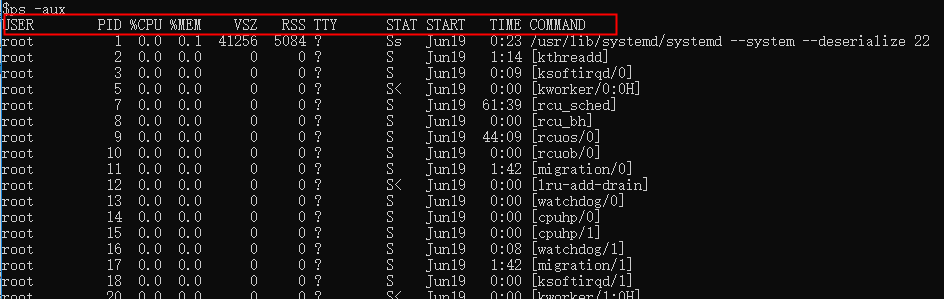 $ps -aux
USER       PID %CPU %MEM    VSZ   RSS TTY      STAT START   TIME COMMAND
root         1  0.0  0.1  41256  5084 ?        Ss   Jun19   0:23 /usr/lib/systemd/systemd --system --deserialize 22
root         2  0.0  0.0      0     0 ?        S    Jun19   1:14 [kthreadd]
root         3  0.0  0.0      0     0 ?        S    Jun19   0:09 [ksoftirqd/0]
root         5  0.0  0.0      0     0 ?        S<   Jun19   0:00 [kworker/0:0H]
root         7  0.0  0.0      0     0 ?        S    Jun19  61:39 [rcu_sched]
root         8  0.0  0.0      0     0 ?        S    Jun19   0:00 [rcu_bh]
root         9  0.0  0.0      0     0 ?        S    Jun19  44:09 [rcuos/0]
root        10  0.0  0.0      0     0 ?        S    Jun19   0:00 [rcuob/0]
root        11  0.0  0.0      0     0 ?        S    Jun19   1:42 [migration/0]
root        12  0.0  0.0      0     0 ?        S<   Jun19   0:00 [lru-add-drain]
root        13  0.0  0.0      0     0 ?        S    Jun19   0:00 [watchdog/0]
root        14  0.0  0.0      0     0 ?        S    Jun19   0:00 [cpuhp/0]
root        15  0.0  0.0      0     0 ?        S    Jun19   0:00 [cpuhp/1]
root        16  0.0  0.0      0     0 ?        S    Jun19   0:08 [watchdog/1]
root        17  0.0  0.0      0     0 ?        S    Jun19   1:42 [migration/1]
root        18  0.0  0.0      0     0 ?        S    Jun19   0:00 [ksoftirqd/1]
root        20  0.0  0.0      0     0 ?        S<   Jun19   0:00 [kworker/1:0H]